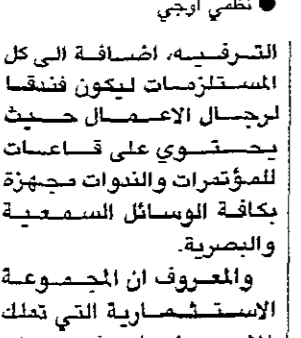 ● نظمي اوجي
الترفيه، اضافة الى كل
المستلزمات ليكون فندقا
لرجال الاعمال حيث
يحتوي على قاعات
للمؤتمرات والندوات مجهزة
بكافة الوسائل السمعية
والبصرية.
والمعروف ان المجموعة
الاستثمارية التي تملك